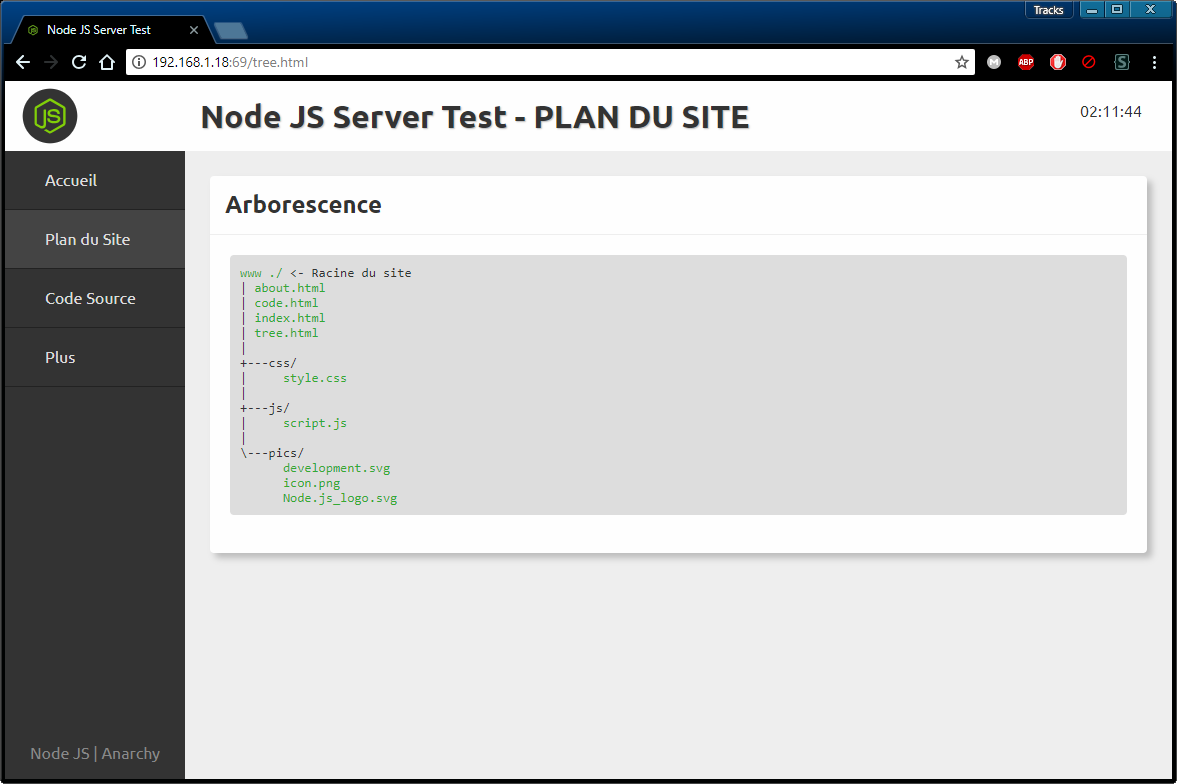 Tracks
Node JS Server Test
192.168.1.18:69/tree.html
M
ABP
S
JS
Node JS Server Test - PLAN DU SITE
02:11:44
Accueil
Plan du Site
Code Source
Plus
Node JS | Anarchy
Arborescence
www ./ <- Racine du site
| about.html
| code.html
| index.html
| tree.html
|
+---css/
|     style.css
|
+---js/
|     script.js
|
\---pics/
      development.svg
      icon.png
      Node.js_logo.svg